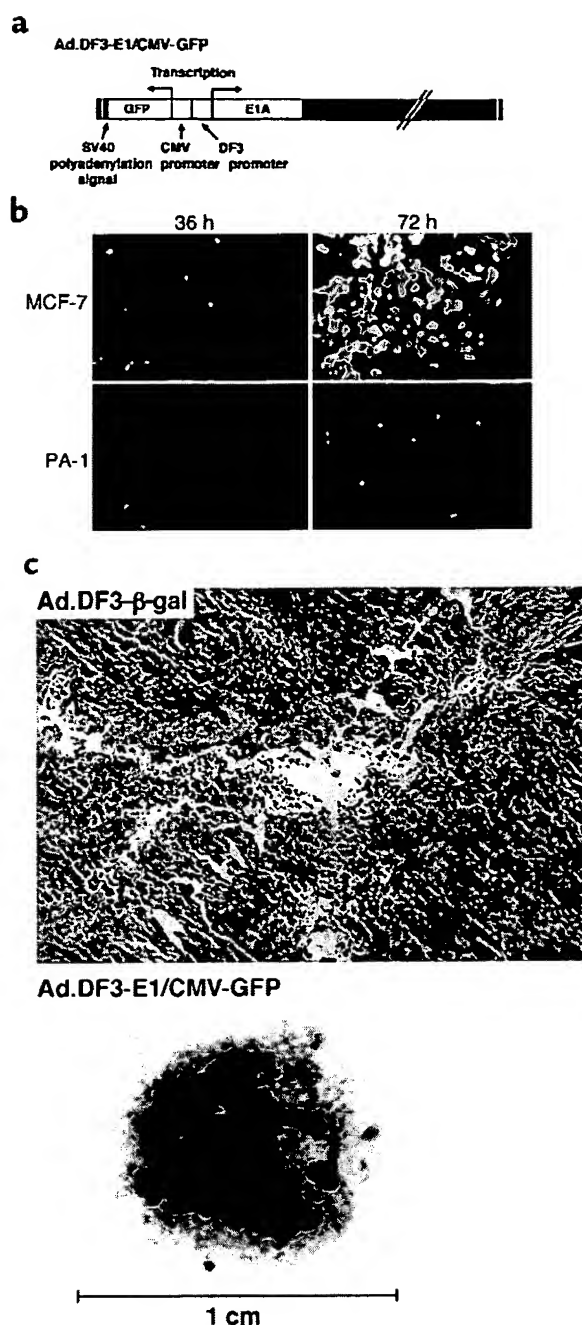 a
Ad.DF3-E1/CMV-GFP
Transcription
GFP
E1A
SV40 polyadenylation signal
CMV promoter
DF3 promoter
b
36 h
72 h
MCF-7
PA-1
c
Ad.DF3-β-gal
Ad.DF3-E1/CMV-GFP
1 cm